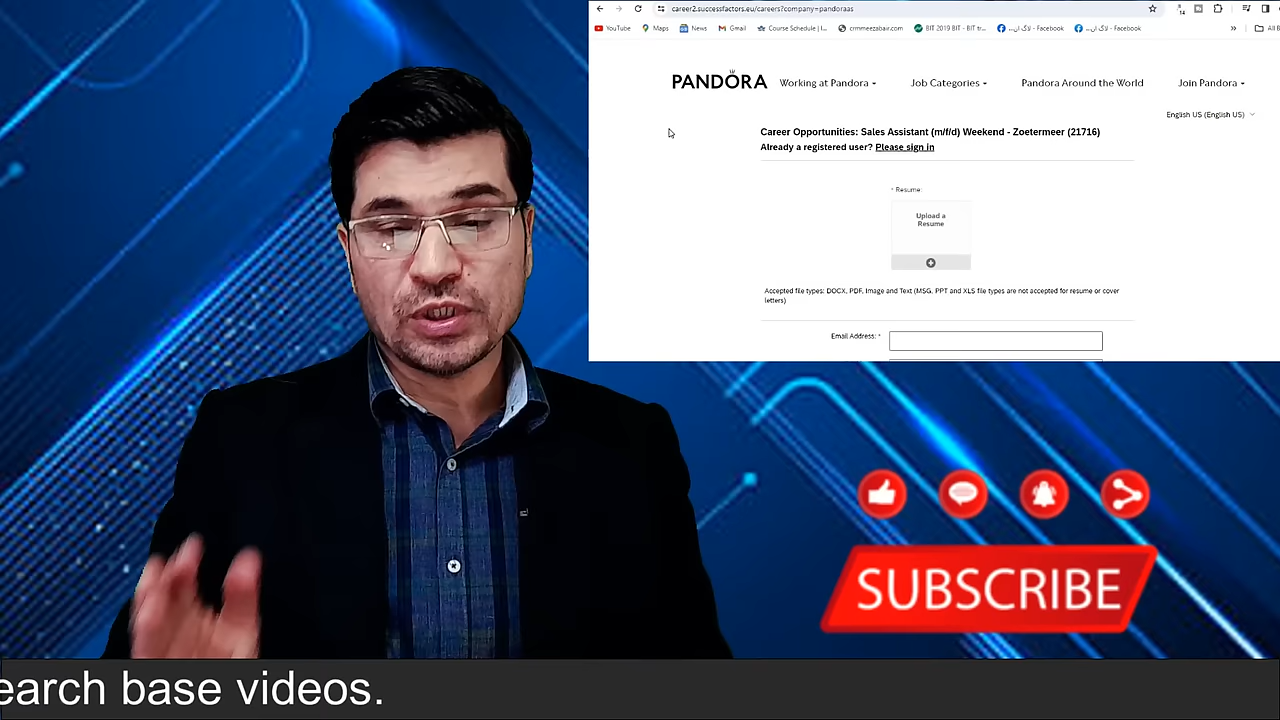 career2.successfactors.eu/careers?company=pandoraas
YouTube Maps News Gmail Course Schedule | I... crmmeezabair.com BIT 2019 BIT - BIT tr... Facebook - ...لاگ ان Facebook - ...لاگ ان » All B
PANDORA Working at Pandora Job Categories Pandora Around the World Join Pandora
English US (English US)
Career Opportunities: Sales Assistant (m/f/d) Weekend - Zoetermeer (21716)
Already a registered user? Please sign in
* Resume:
Upload a
Resume
Accepted file types: DOCX, PDF, Image and Text (MSG, PPT and XLS file types are not accepted for resume or cover
letters)
Email Address: *
SUBSCRIBE
earch base videos.